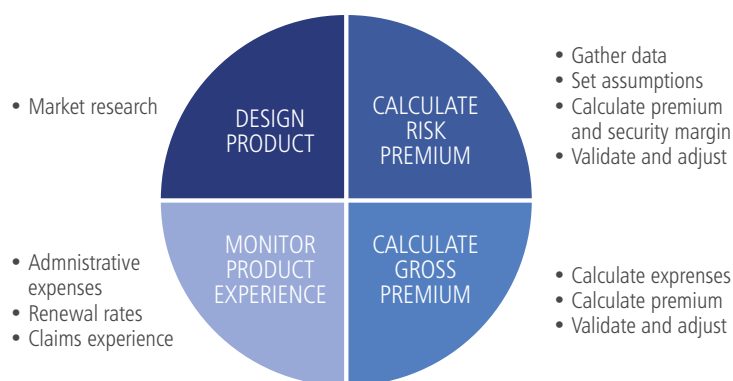 • Market research
DESIGN
PRODUCT
CALCULATE
RISK
PREMIUM
• Gather data
• Set assumptions
• Calculate premium
and security margin
• Validate and adjust
• Admnistrative
expenses
• Renewal rates
• Claims experience
MONITOR
PRODUCT
EXPERIENCE
CALCULATE
GROSS
PREMIUM
• Calculate exprenses
• Calculate premium
• Validate and adjust